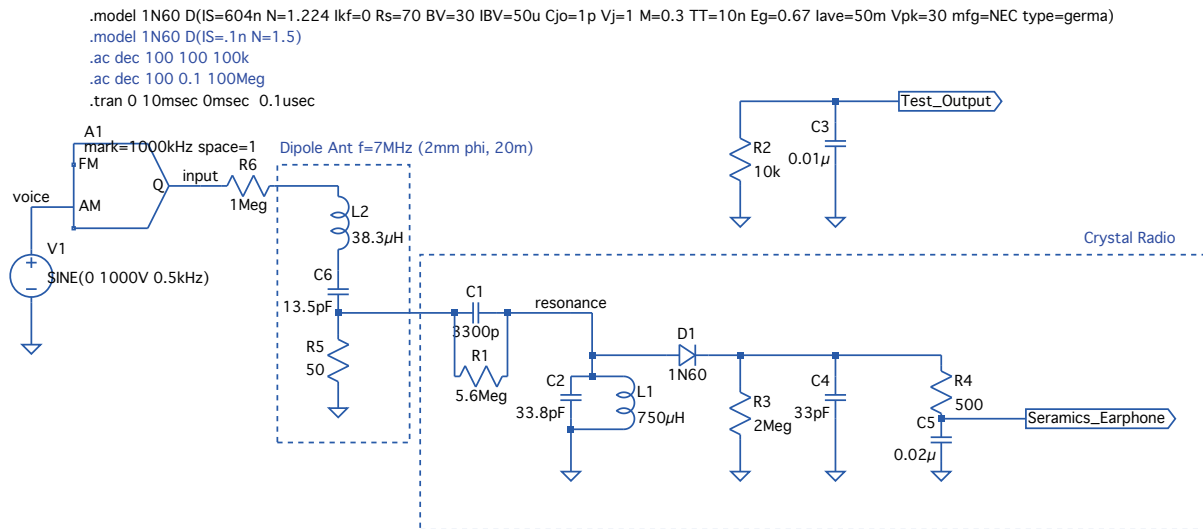 .model 1N60 D(IS=604n N=1.224 Ikf=0 Rs=70 BV=30 IBV=50u Cjo=1p Vj=1 M=0.3 TT=10n Eg=0.67 Iave=50m Vpk=30 mfg=NEC type=germa)
.model 1N60 D(IS=.1n N=1.5)
.ac dec 100 100 100k
.ac dec 100 0.1 100Meg
.tran 0 10msec 0msec 0.1usec
A1
mark=1000kHz space=1
FM
AM
Q
voice
V1
SINE(0 1000V 0.5kHz)
input
R6
1Meg
Dipole Ant f=7MHz (2mm phi, 20m)
L2
38.3µH
C6
13.5pF
R5
50
Test_Output
R2
10k
C3
0.01µ
Crystal Radio
C1
3300p
R1
5.6Meg
resonance
C2
33.8pF
L1
750µH
D1
1N60
R3
2Meg
C4
33pF
R4
500
C5
0.02µ
Seramics_Earphone